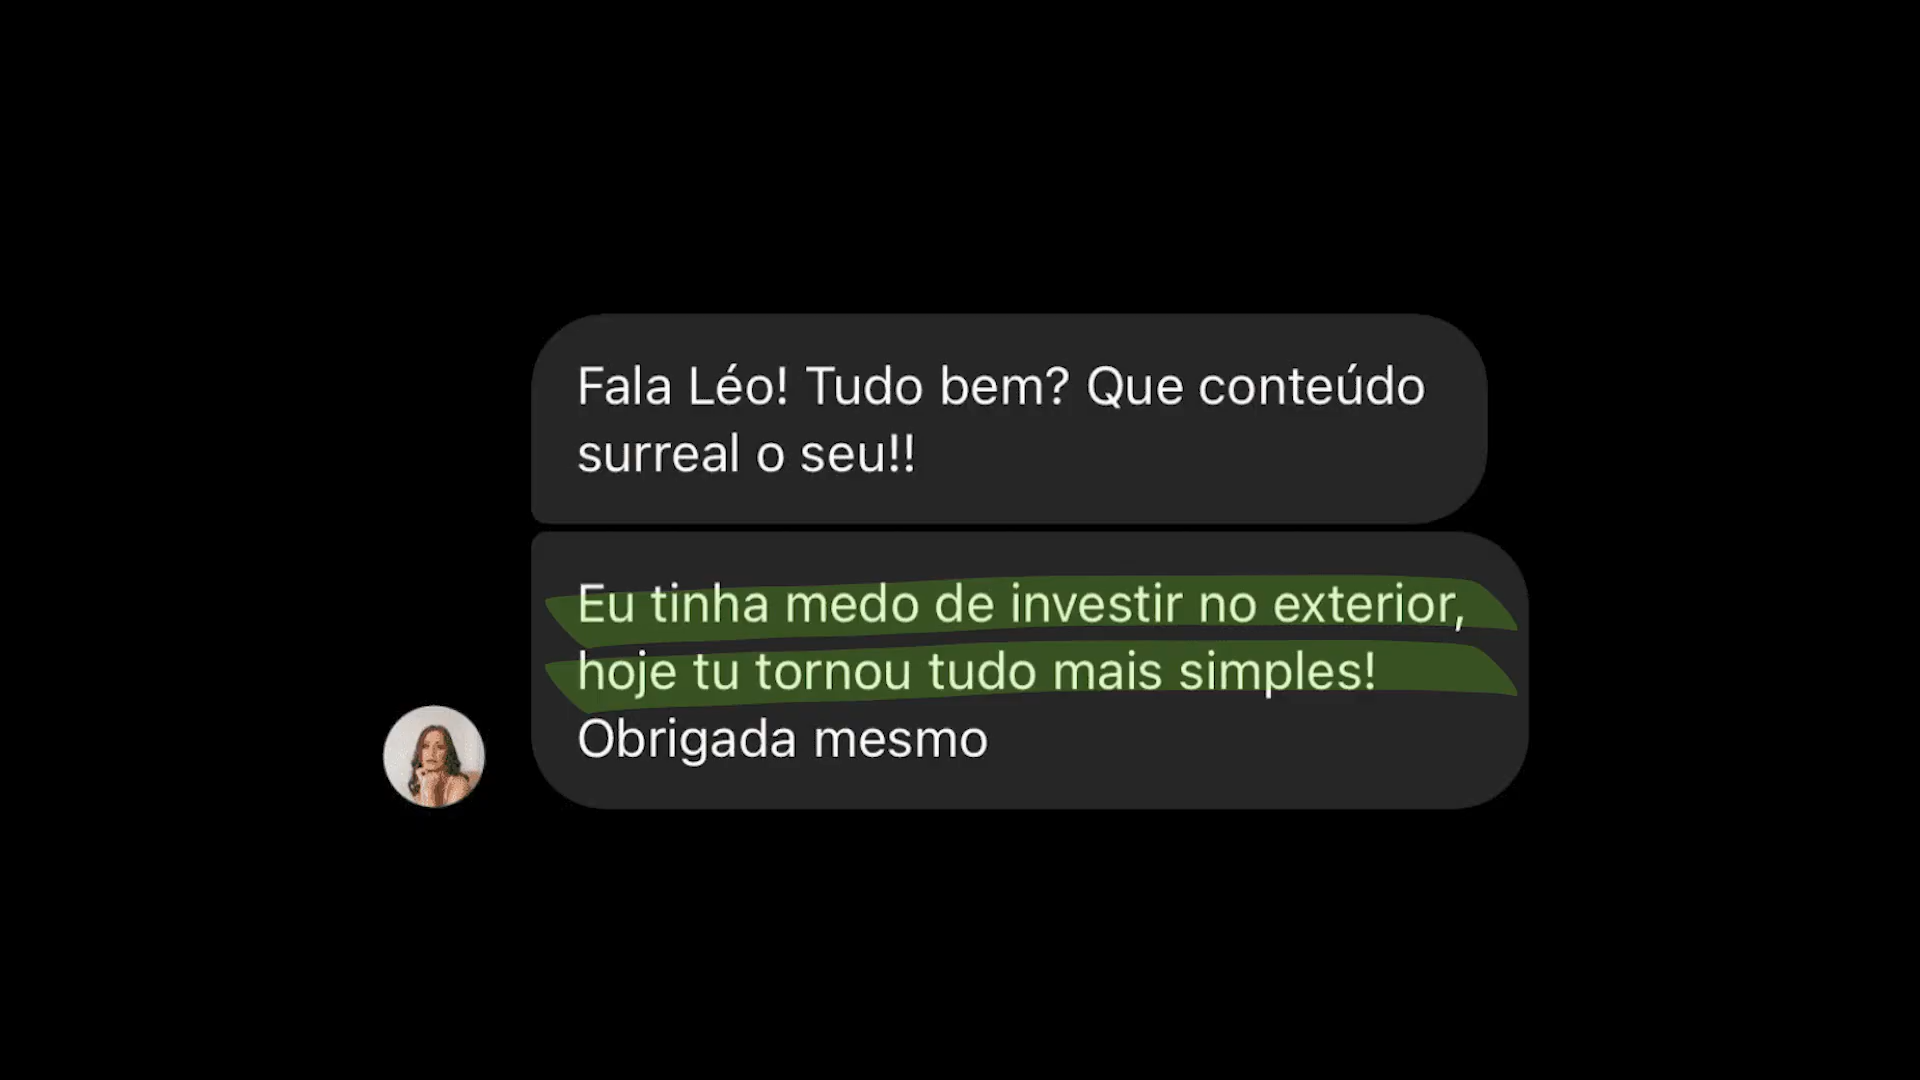 Fala Léo! Tudo bem? Que conteúdo
surreal o seu!!
Eu tinha medo de investir no exterior,
hoje tu tornou tudo mais simples!
Obrigada mesmo